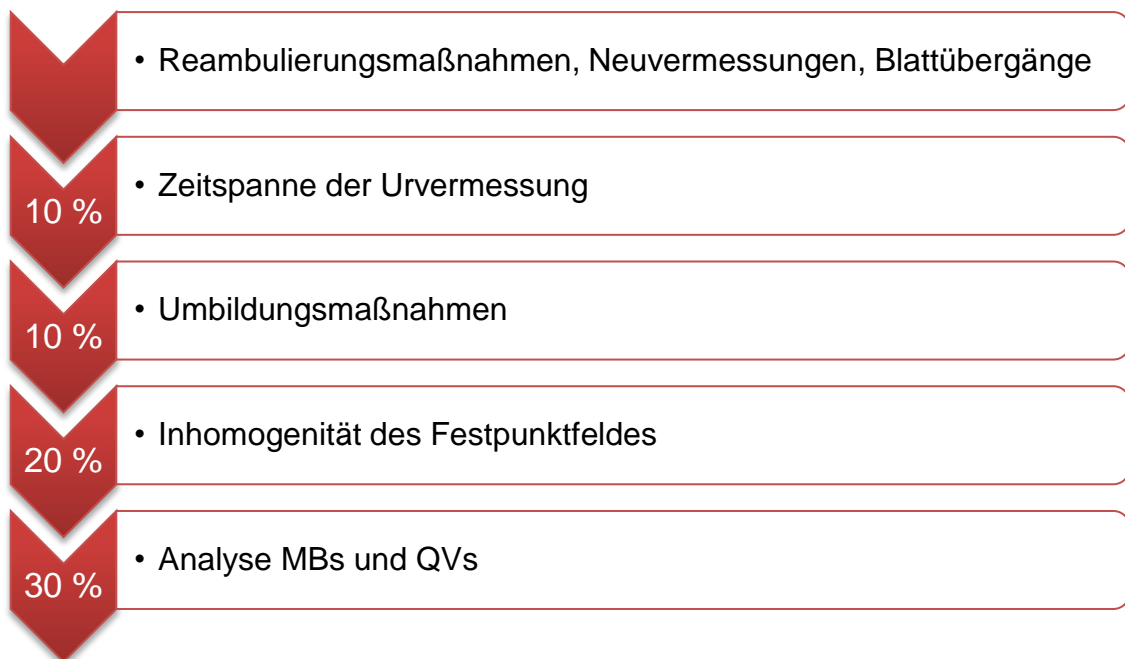 • Reambulierungsmaßnahmen, Neuvermessungen, Blattübergänge
10 % • Zeitspanne der Urvermessung
10 % • Umbildungsmaßnahmen
20 % • Inhomogenität des Festpunktfeldes
30 % • Analyse MBs und QVs